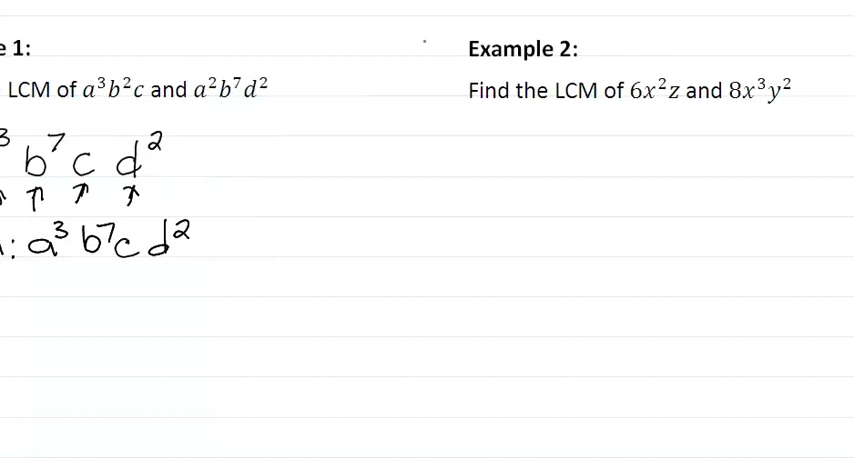 e 1:
LCM of a³b²c and a²b⁷d²
3 b⁷ c d²
: a³ b⁷c d²
Example 2:
Find the LCM of 6x²z and 8x³y²